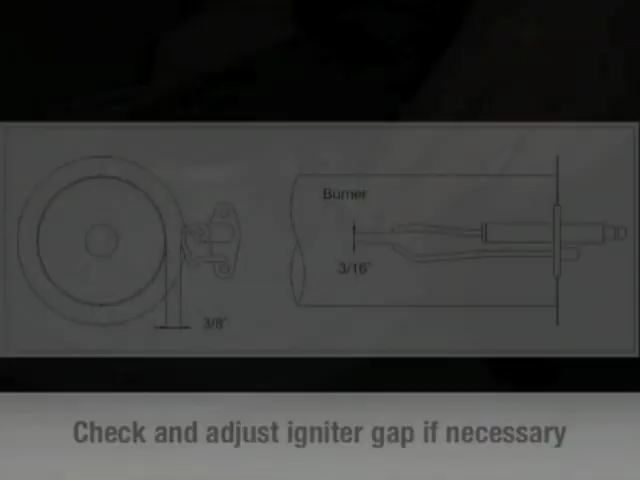 Burner
3/16"
3/8"
Check and adjust igniter gap if necessary